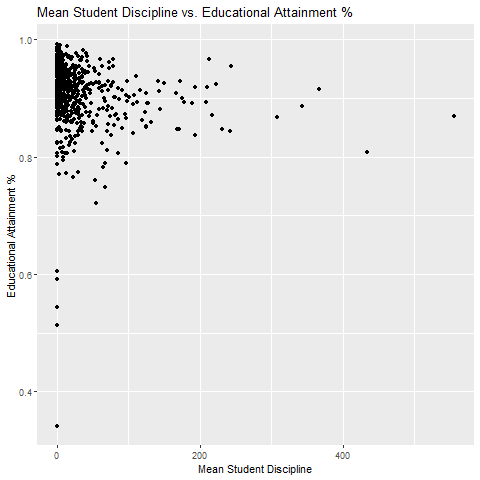 Mean Student Discipline vs. Educational Attainment %
1.0
0.8
0.6
0.4
Educational Attainment %
0
200
400
Mean Student Discipline